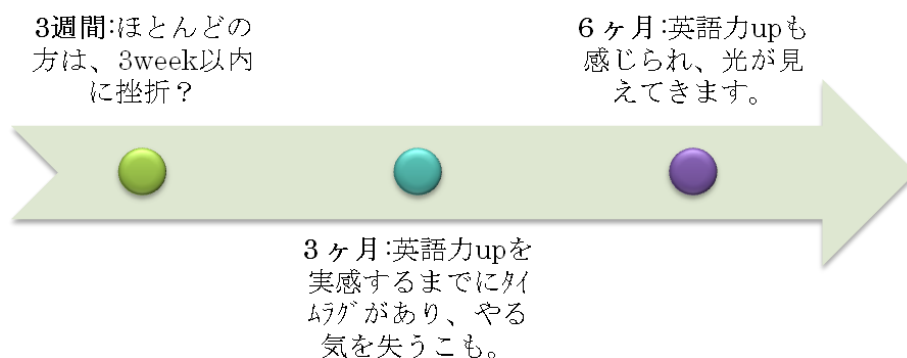 3週間:ほとんどの
方は、3week以内
に挫折？
3ヶ月:英語力upを
実感するまでにﾀｲ
ﾑﾗｸﾞがあり、やる
気を失うこも。
6ヶ月:英語力upも
感じられ、光が見
えてきます。